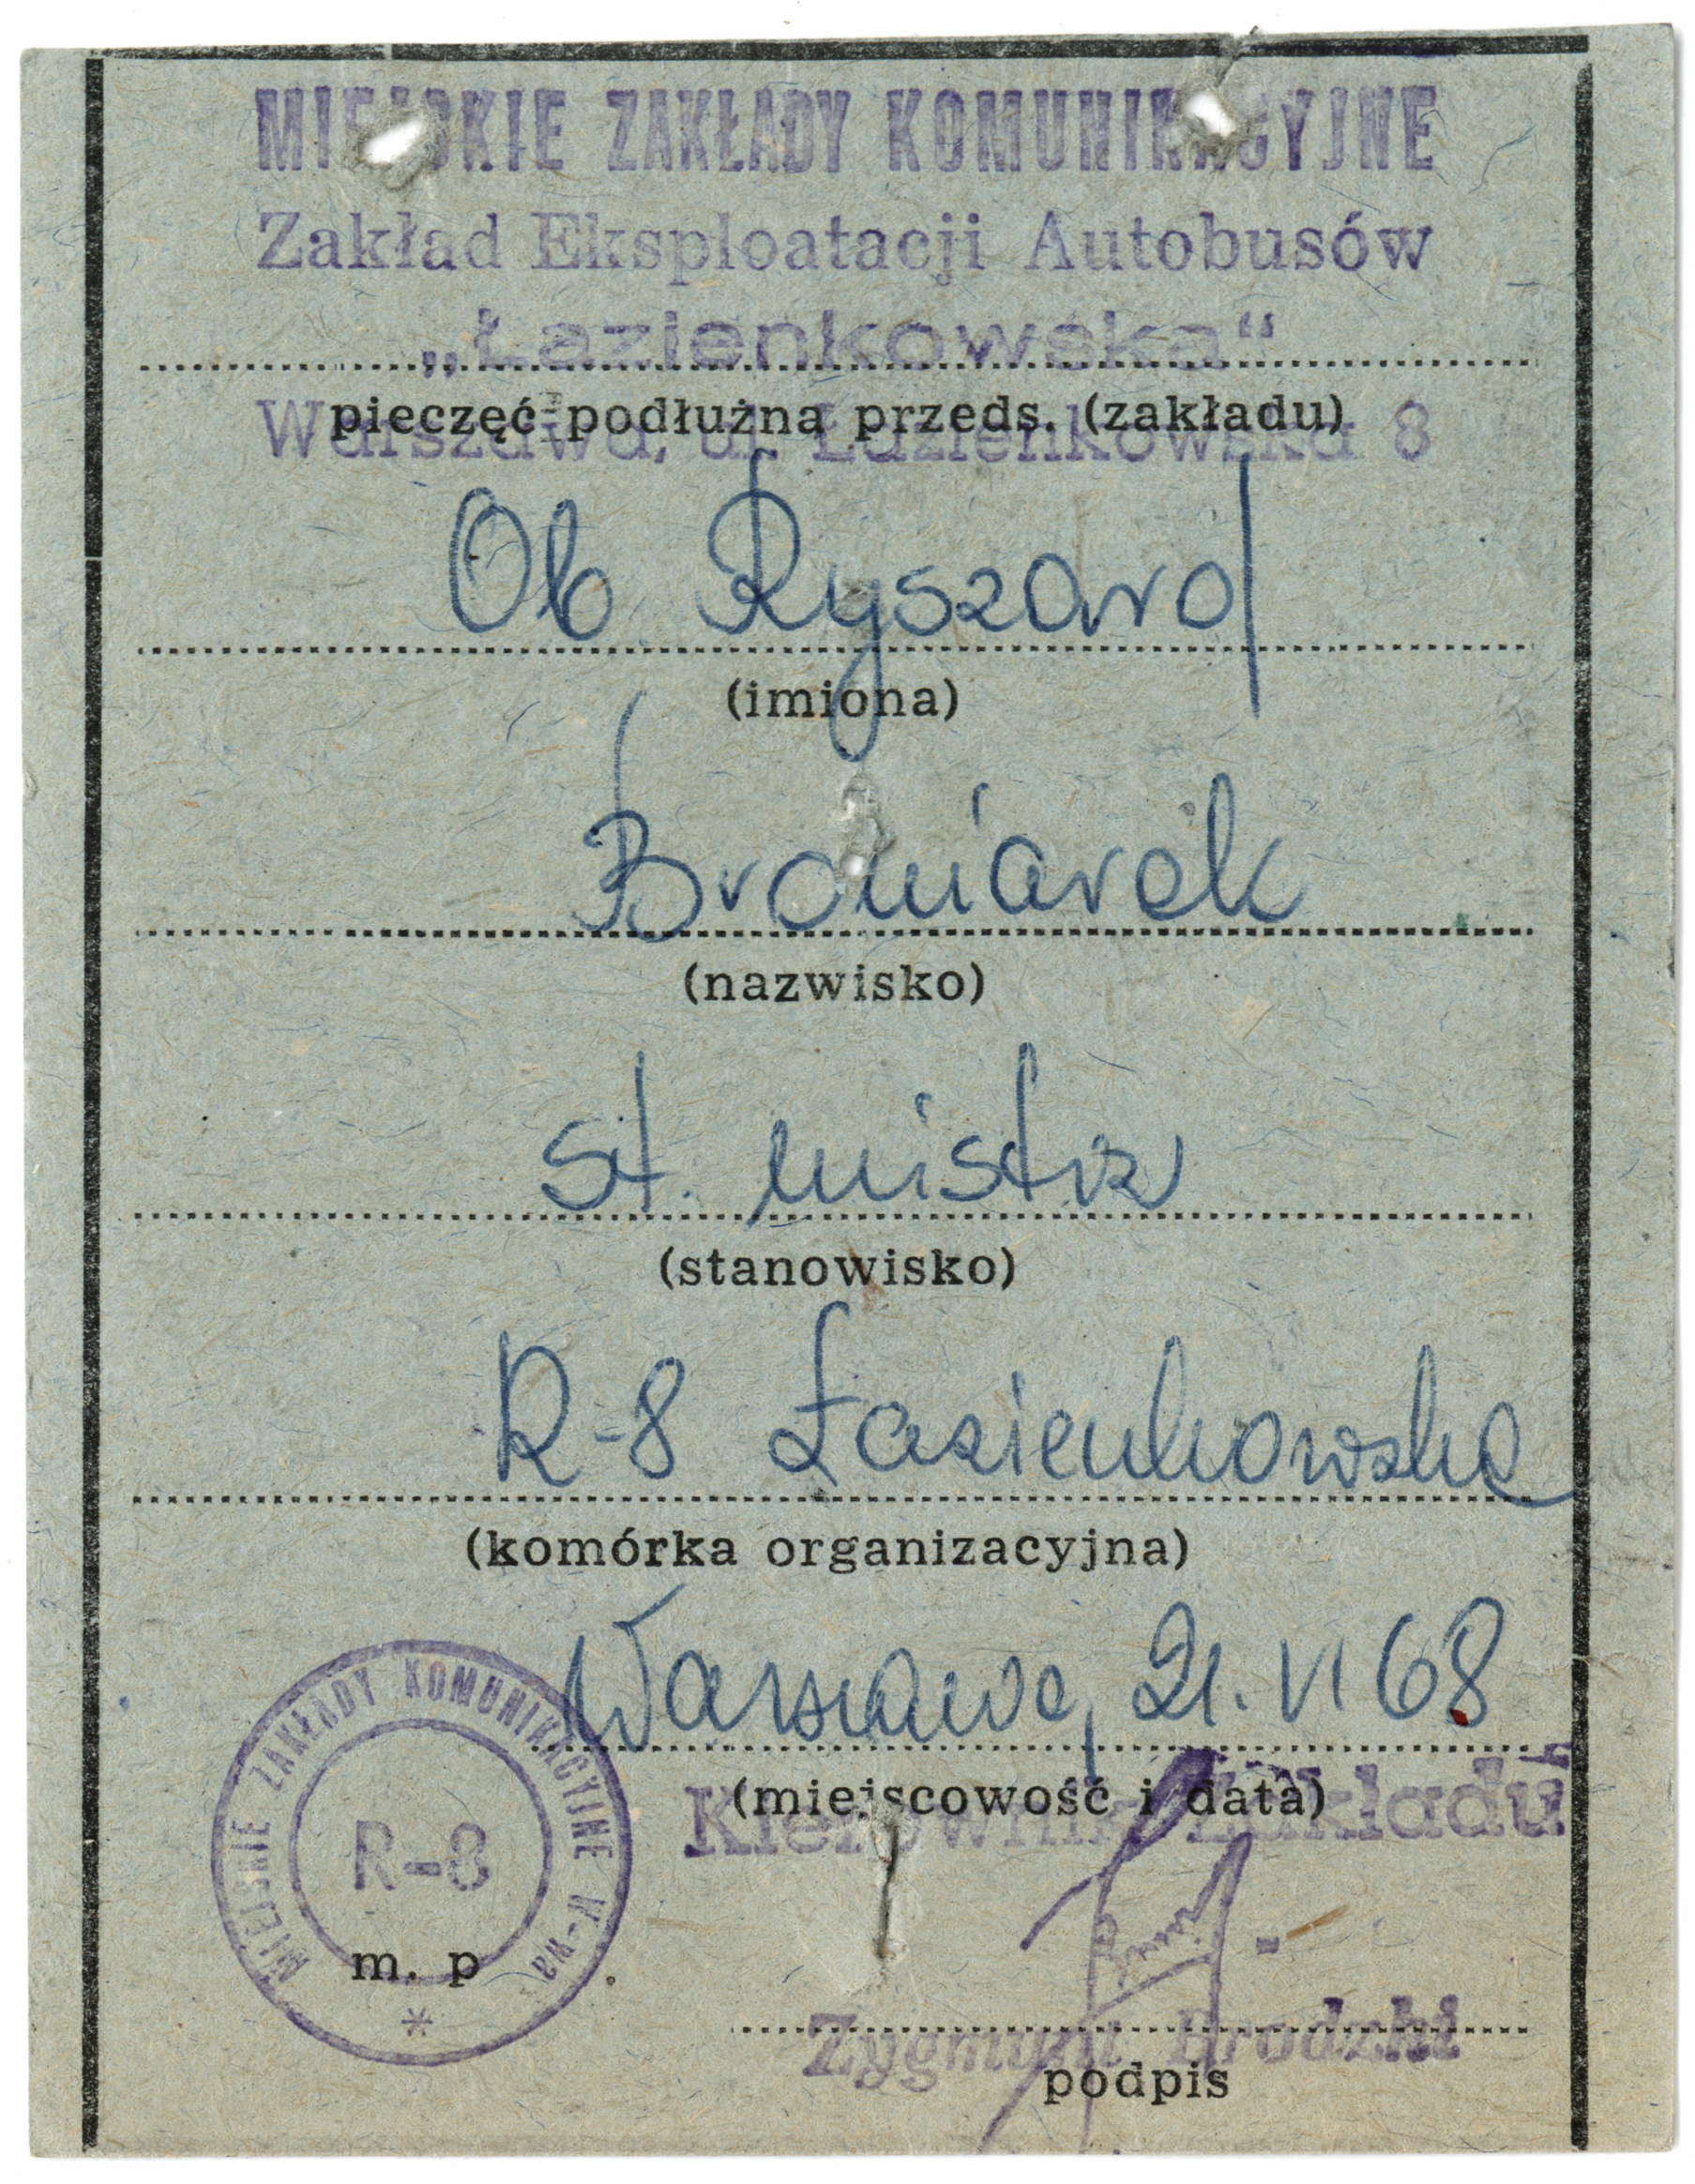 MIEJSKIE ZAKŁADY KOMUNIKACYJNE
Zakład Eksploatacji Autobusów
„Łazienkowska“
pieczęć podłużna przeds. (zakładu)
Warszawa, ul. Łazienkowska 8
Ob. Ryszard
(imiona)
Broniarek
(nazwisko)
st. mistrz
(stanowisko)
R-8 Łazienkowska
(komórka organizacyjna)
Warszawa, 21. VI 68
(miejscowość i data)
Kierownik Zakładu
MIEJSKIE ZAKŁADY KOMUNIKACYJNE W-wa
R-8
m. p.
*
Zygmunt Brodzki
podpis